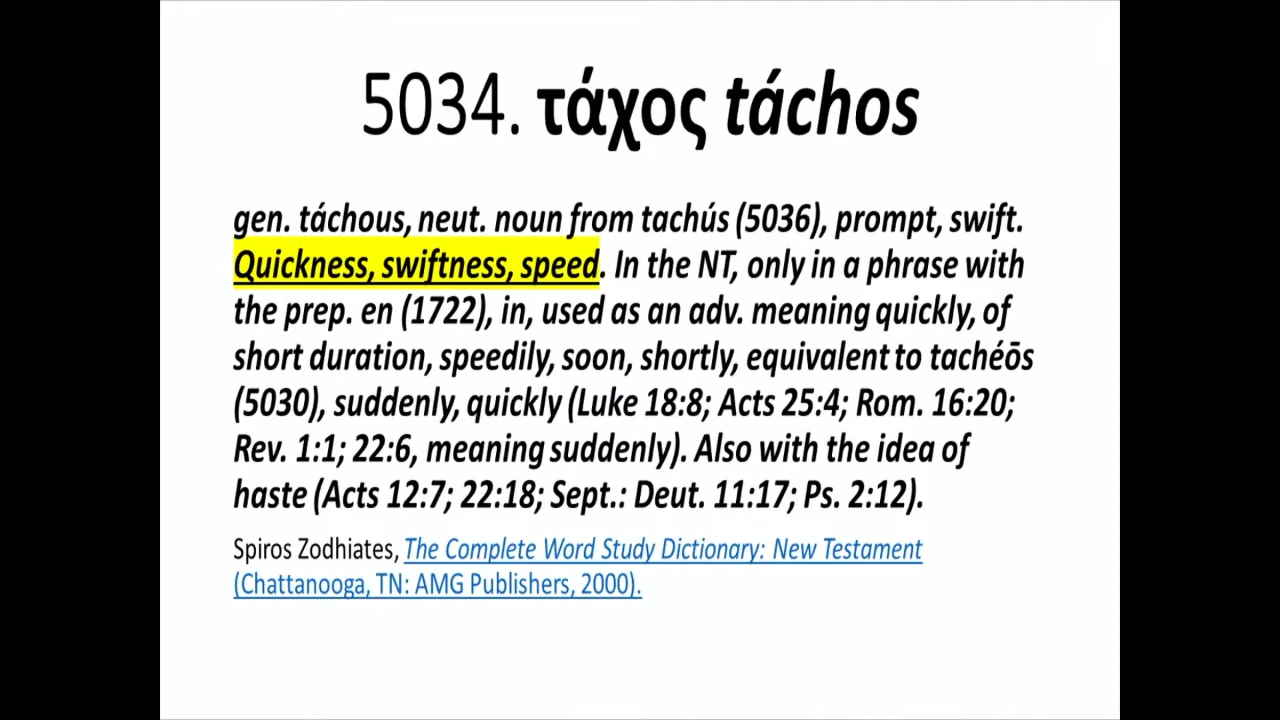 5034. τάχος táchos
gen. táchous, neut. noun from tachús (5036), prompt, swift.
Quickness, swiftness, speed. In the NT, only in a phrase with
the prep. en (1722), in, used as an adv. meaning quickly, of
short duration, speedily, soon, shortly, equivalent to tachéōs
(5030), suddenly, quickly (Luke 18:8; Acts 25:4; Rom. 16:20;
Rev. 1:1; 22:6, meaning suddenly). Also with the idea of
haste (Acts 12:7; 22:18; Sept.: Deut. 11:17; Ps. 2:12).
Spiros Zodhiates, The Complete Word Study Dictionary: New Testament
(Chattanooga, TN: AMG Publishers, 2000).